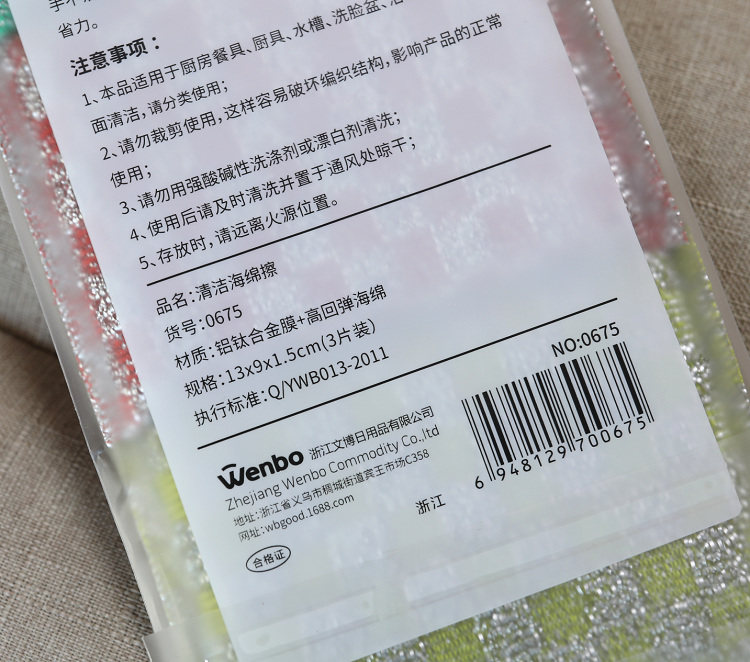 省力。
注意事项：
1、本品适用于厨房餐具、厨具、水槽、洗脸盆、
面清洁，请分类使用；
2、请勿裁剪使用，这样容易破坏编织结构，影响产品的正常
使用；
3、请勿用强酸碱性洗涤剂或漂白剂清洗；
4、使用后请及时清洗并置于通风处晾干；
5、存放时，请远离火源位置。
品名：清洁海绵擦
货号：0675
材质：铝钛合金膜+高回弹海绵
规格：13x9x1.5cm(3片装)
执行标准：Q/YWB013-2011
NO:0675
6 948129 700675
Wenbo 浙江文博日用品有限公司
Zhejiang Wenbo Commodity Co.,ltd
地址：浙江省义乌市稠城街道宾王市场C358
网址：wbgood.1688.com
浙江
合格证